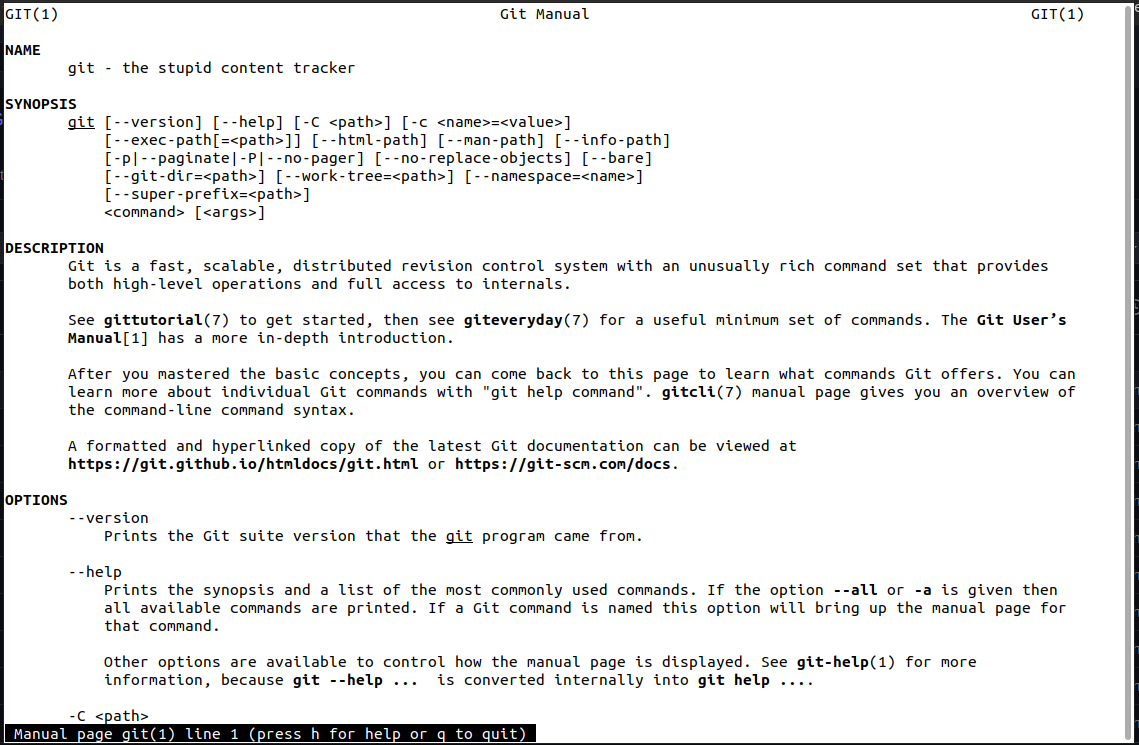 GIT(1) Git Manual GIT(1)
NAME
git - the stupid content tracker
SYNOPSIS
git [--version] [--help] [-C <path>] [-c <name>=<value>]
[--exec-path[=<path>]] [--html-path] [--man-path] [--info-path]
[-p|--paginate|-P|--no-pager] [--no-replace-objects] [--bare]
[--git-dir=<path>] [--work-tree=<path>] [--namespace=<name>]
[--super-prefix=<path>]
<command> [<args>]
DESCRIPTION
Git is a fast, scalable, distributed revision control system with an unusually rich command set that provides
both high-level operations and full access to internals.
See gittutorial(7) to get started, then see giteveryday(7) for a useful minimum set of commands. The Git User’s
Manual[1] has a more in-depth introduction.
After you mastered the basic concepts, you can come back to this page to learn what commands Git offers. You can
learn more about individual Git commands with "git help command". gitcli(7) manual page gives you an overview of
the command-line command syntax.
A formatted and hyperlinked copy of the latest Git documentation can be viewed at
https://git.github.io/htmldocs/git.html or https://git-scm.com/docs.
OPTIONS
--version
Prints the Git suite version that the git program came from.
--help
Prints the synopsis and a list of the most commonly used commands. If the option --all or -a is given then
all available commands are printed. If a Git command is named this option will bring up the manual page for
that command.
Other options are available to control how the manual page is displayed. See git-help(1) for more
information, because git --help ...  is converted internally into git help ....
-C <path>
Manual page git(1) line 1 (press h for help or q to quit)